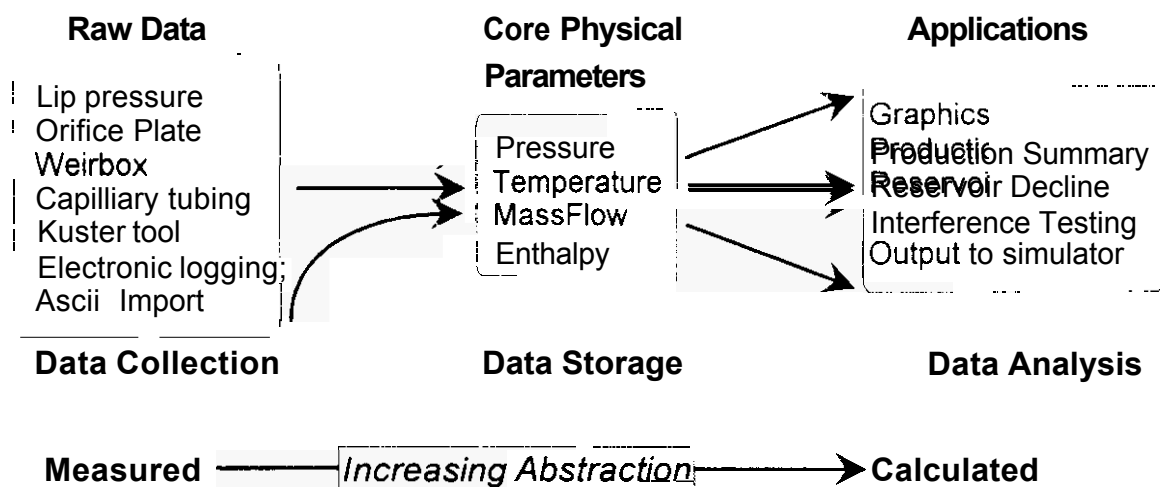 Raw Data
Lip pressure
Orifice Plate
Weirbox
Capilliary tubing
Kuster tool
Electronic logging;
Ascii Import
Data Collection
Core Physical
Parameters
Pressure
Temperature
MassFlow
Enthalpy
Data Storage
Applications
Graphics
Productir
Production Summary
Reservoi
Reservoir Decline
Interference Testing
Output to simulator
Data Analysis
Measured Increasing Abstraction Calculated